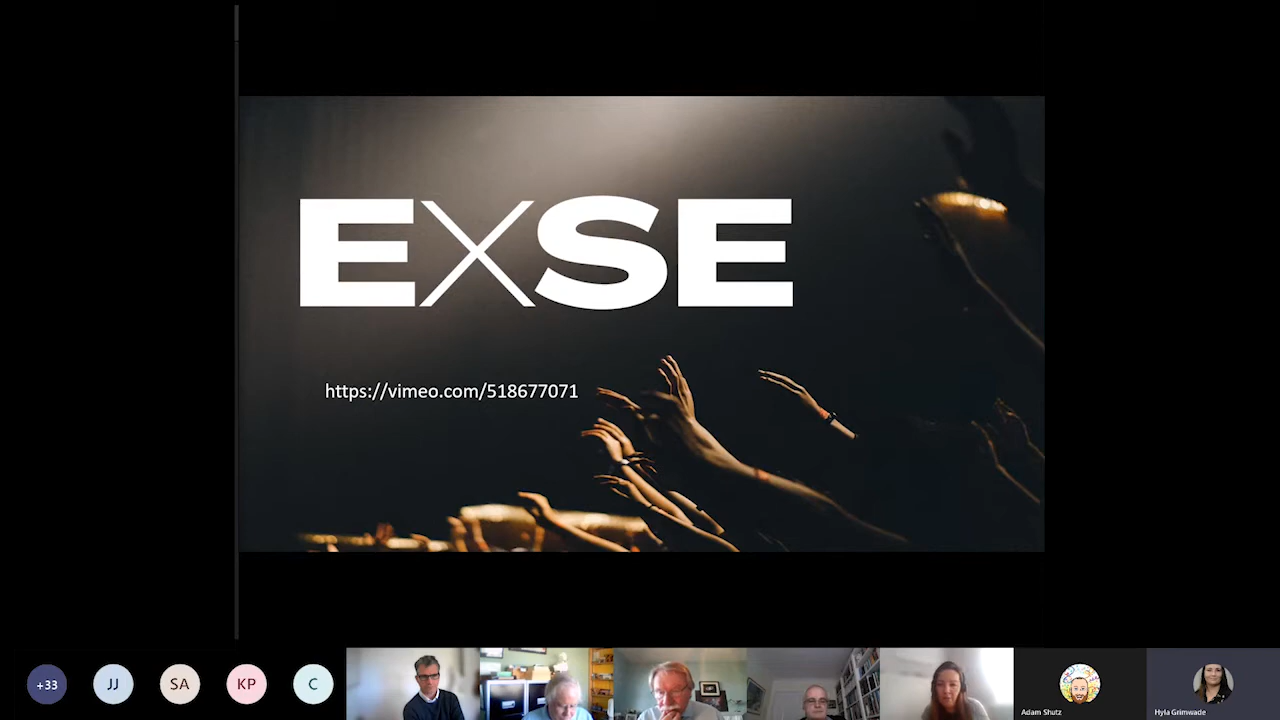 EXSE
https://vimeo.com/518677071
+33
JJ
SA
KP
C
Adam Shutz
Hyla Grimwade